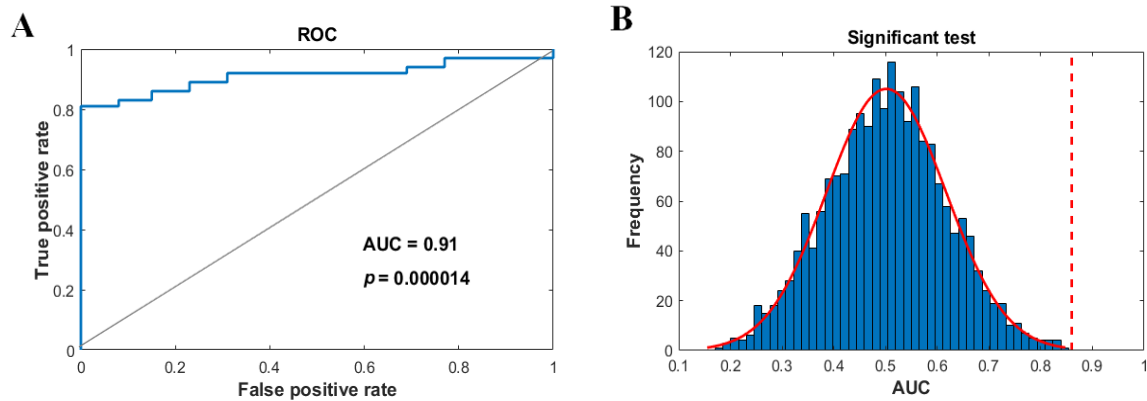 A
ROC
True positive rate
1
0.8
0.6
0.4
0.2
0
AUC = 0.91
p = 0.000014
0
0.2
0.4
0.6
0.8
1
False positive rate
B
Significant test
Frequency
120
100
80
60
40
20
0
0.1
0.2
0.3
0.4
0.5
0.6
0.7
0.8
0.9
1
AUC